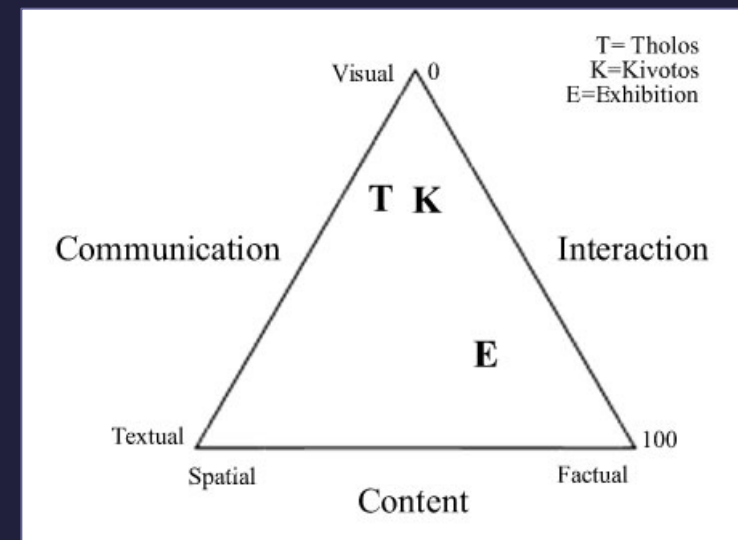 T= Tholos
K=Kivotos
E=Exhibition
Visual 0
T K
Communication Interaction
E
Textual 100
Spatial Factual
Content